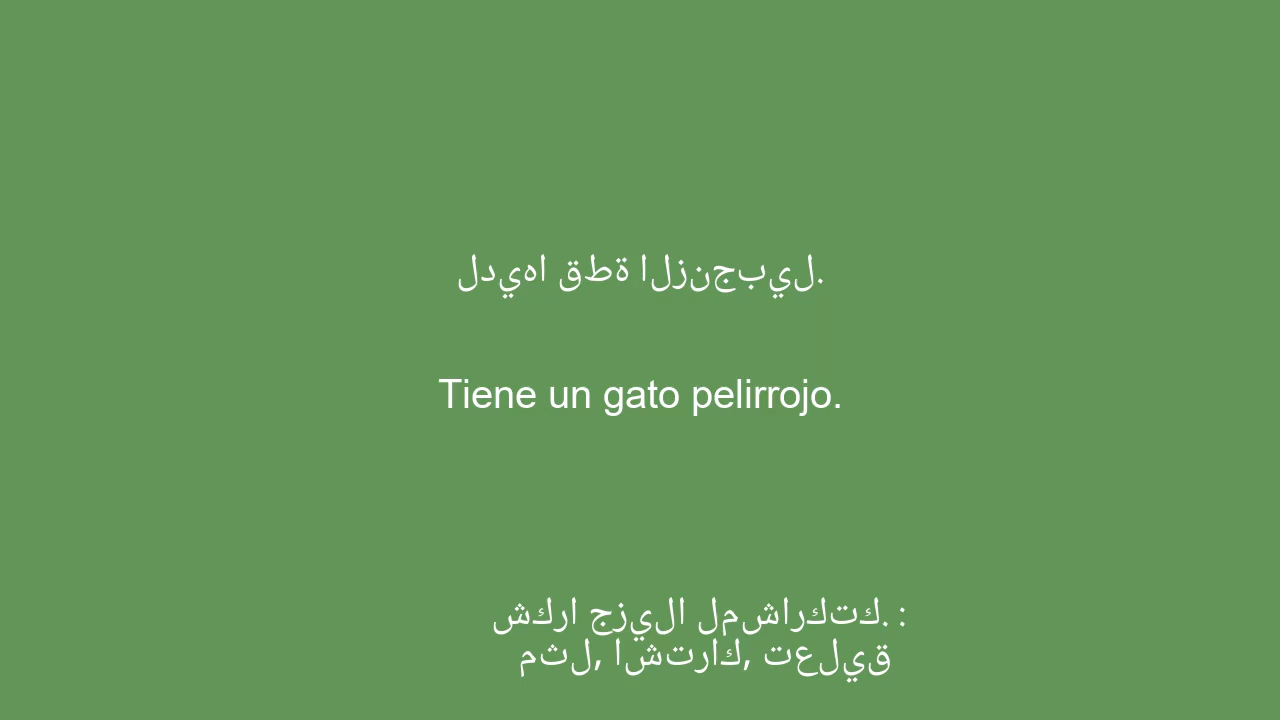 لديها قطة الزنجبيل.
Tiene un gato pelirrojo.
شكرا جزيلا لمشاركتك. :
مثل, اشتراك, تعليق